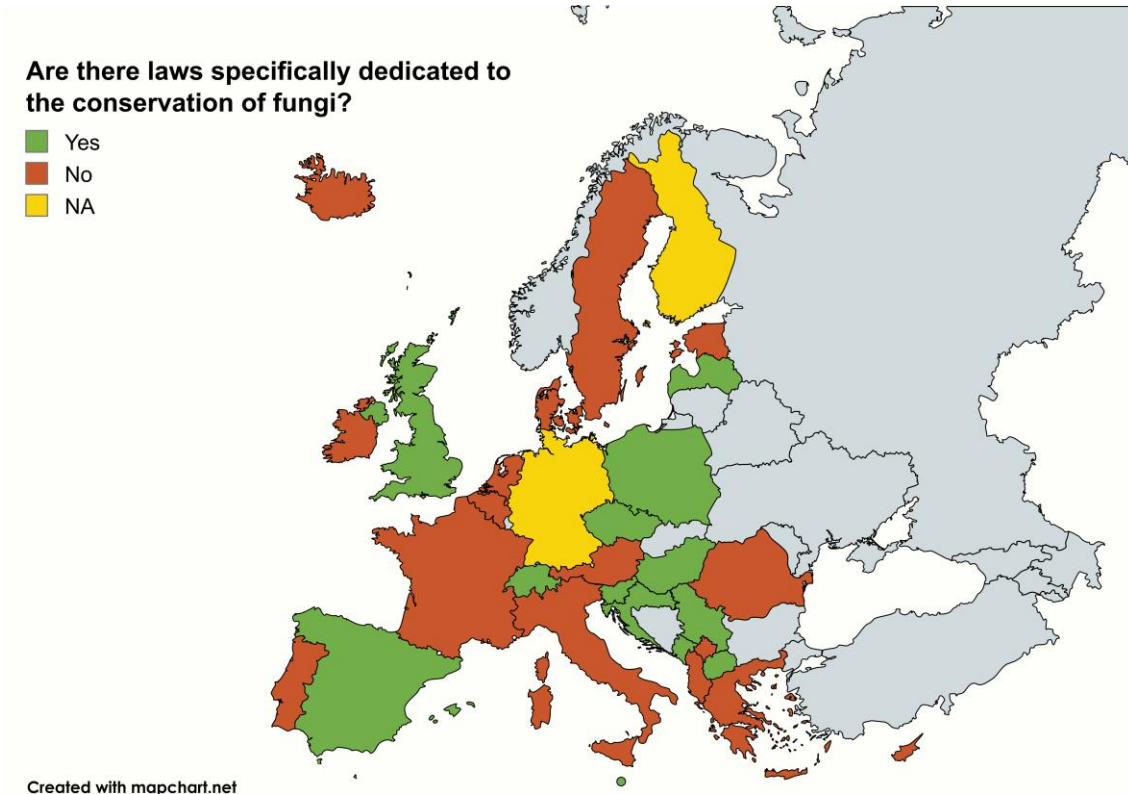 Are there laws specifically dedicated to
the conservation of fungi?
Yes
No
NA
Created with mapchart.net